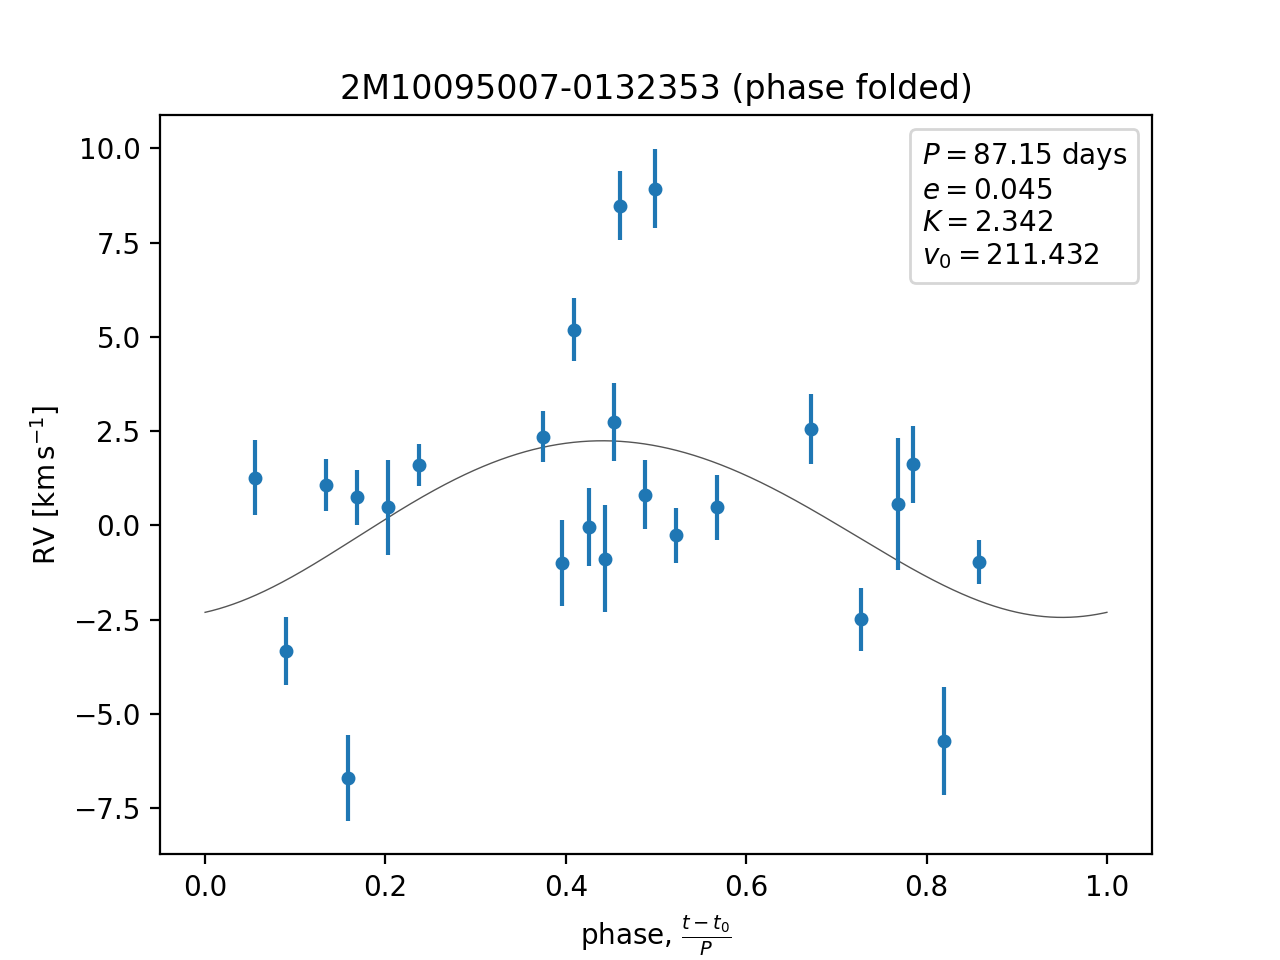 2M10095007-0132353 (phase folded)
P = 87.15 days
e = 0.045
K = 2.342
v₀ = 211.432
10.0
7.5
5.0
2.5
0.0
−2.5
−5.0
−7.5
RV [km s⁻¹]
0.0 0.2 0.4 0.6 0.8 1.0
phase, (t − t₀)/P